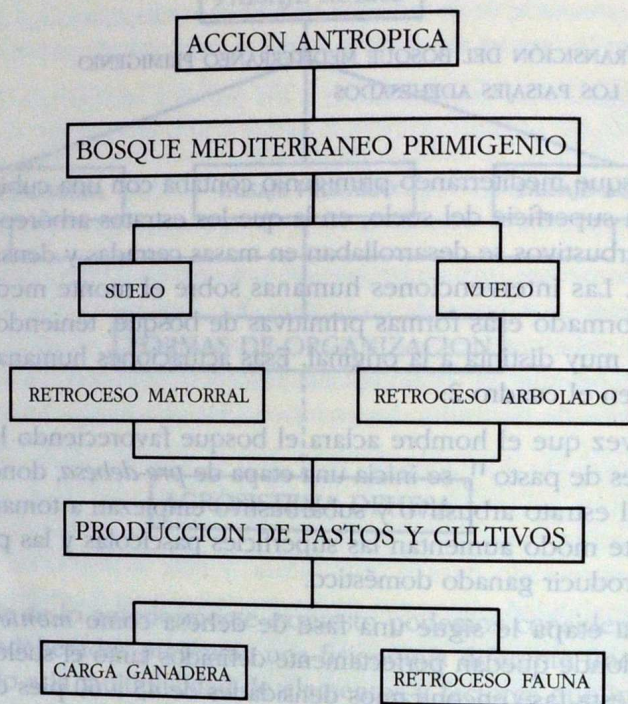 ACCION ANTROPICA
BOSQUE MEDITERRANEO PRIMIGENIO
SUELO
VUELO
RETROCESO MATORRAL
RETROCESO ARBOLADO
PRODUCCION DE PASTOS Y CULTIVOS
CARGA GANADERA
RETROCESO FAUNA